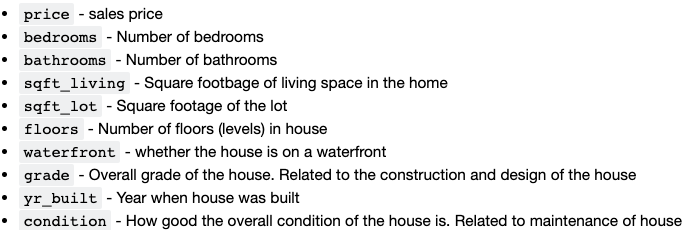 • price - sales price
• bedrooms - Number of bedrooms
• bathrooms - Number of bathrooms
• sqft_living - Square footbage of living space in the home
• sqft_lot - Square footage of the lot
• floors - Number of floors (levels) in house
• waterfront - whether the house is on a waterfront
• grade - Overall grade of the house. Related to the construction and design of the house
• yr_built - Year when house was built
• condition - How good the overall condition of the house is. Related to maintenance of house